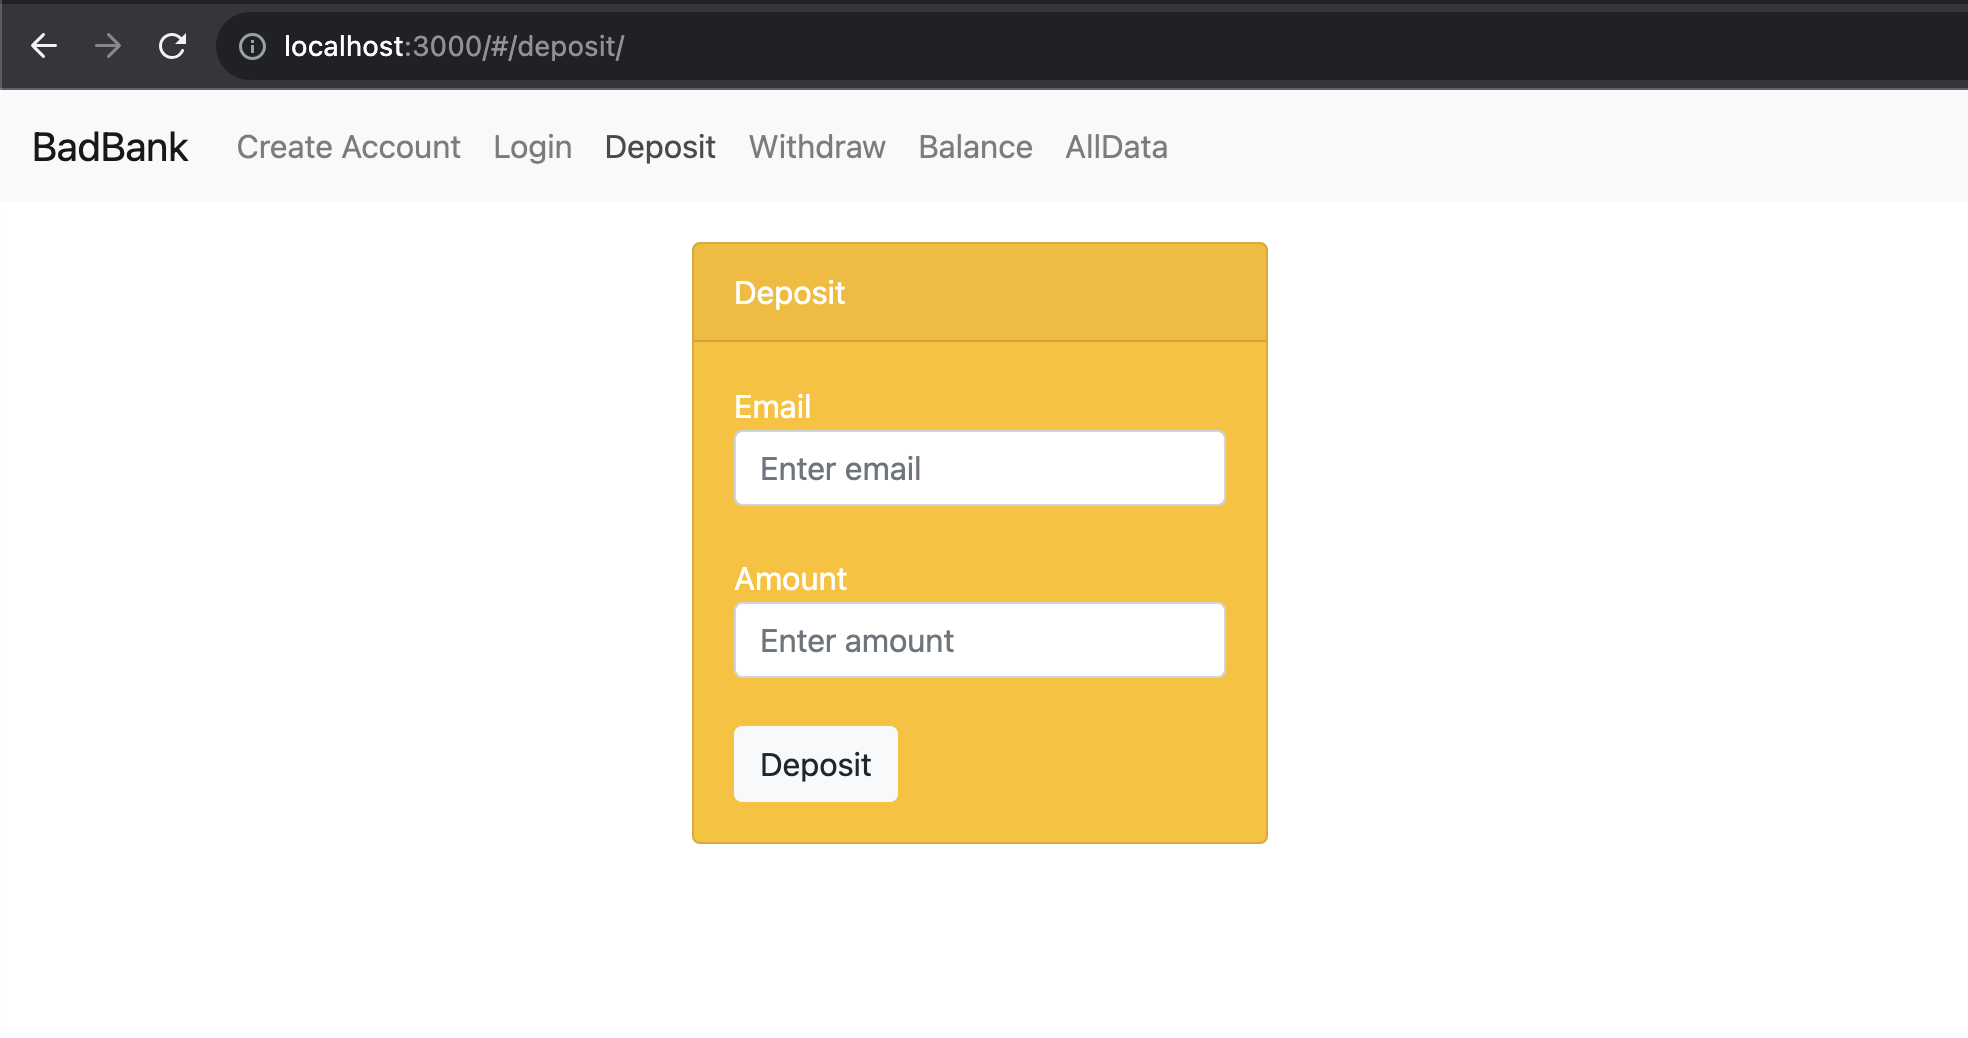 localhost:3000/#/deposit/
BadBank Create Account Login Deposit Withdraw Balance AllData
Deposit
Email
Enter email
Amount
Enter amount
Deposit